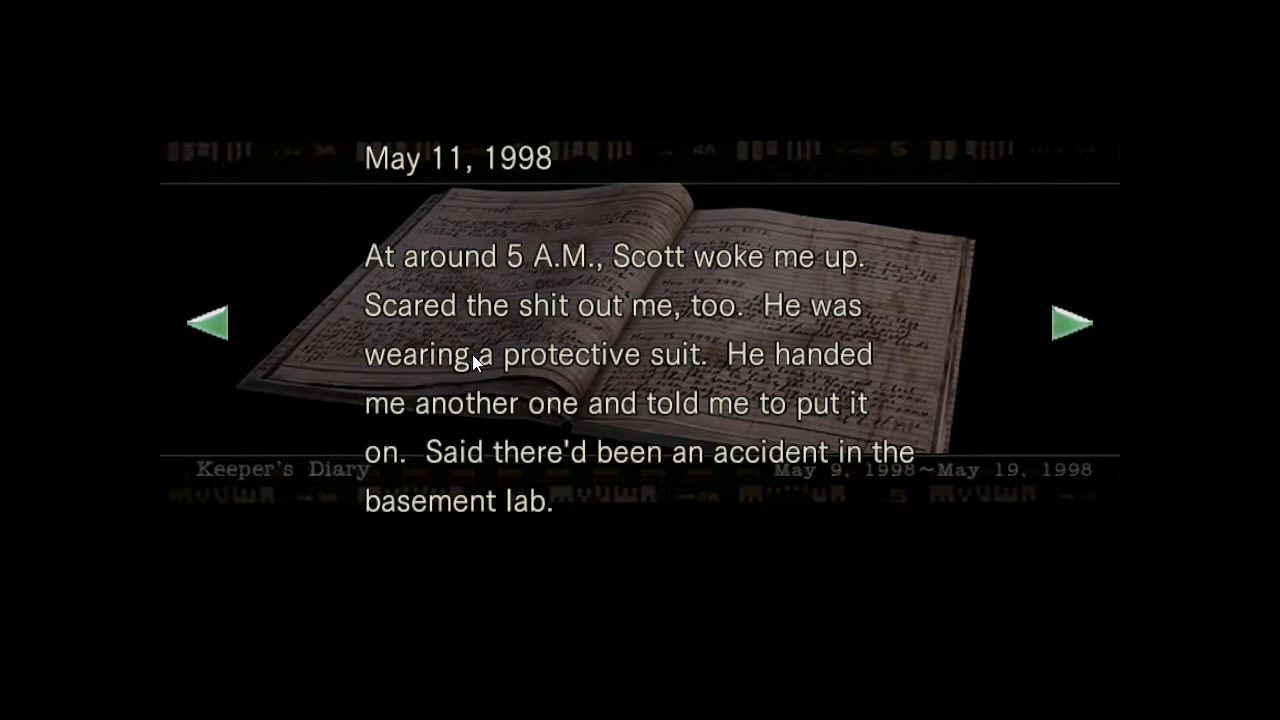 May 11, 1998
At around 5 A.M., Scott woke me up.
Scared the shit out me, too.  He was
wearing a protective suit.  He handed
me another one and told me to put it
on.  Said there'd been an accident in the
Keeper's Diary
May 9, 1998~May 19, 1998
basement lab.